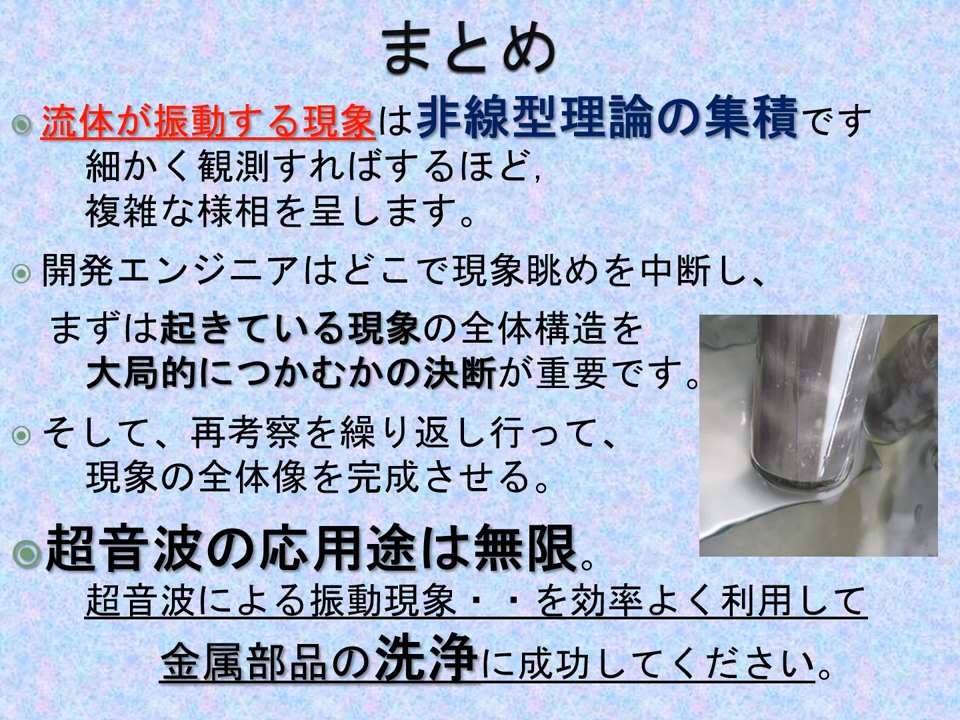 まとめ
流体が振動する現象は非線型理論の集積です
細かく観測すればするほど,
複雑な様相を呈します。
開発エンジニアはどこで現象眺めを中断し、
まずは起きている現象の全体構造を
大局的につかむかの決断が重要です。
そして、再考察を繰り返し行って、
現象の全体像を完成させる。
超音波の応用途は無限。
超音波による振動現象・・を効率よく利用して
金属部品の洗浄に成功してください。